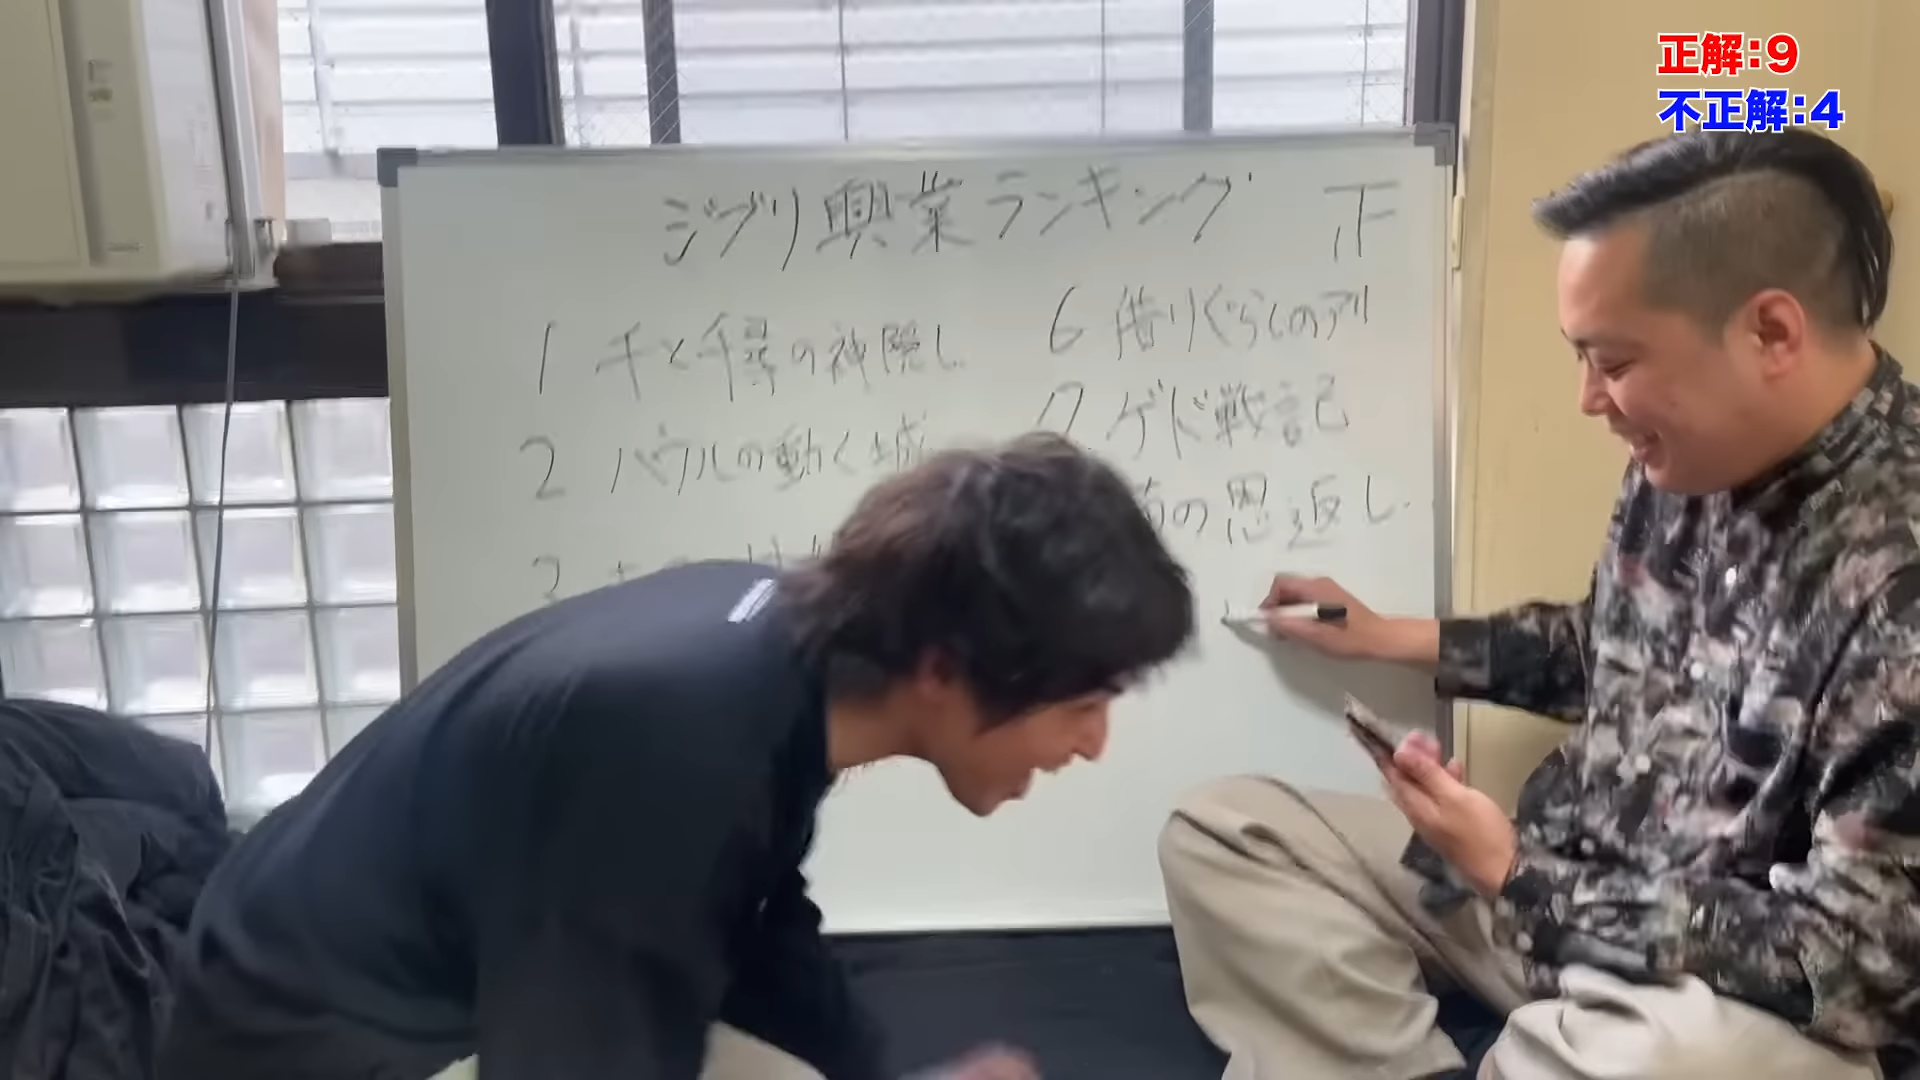 正解:9
不正解:4
ジブリ興業ランキング
1 千と千尋の神隠し
2 ハウルの動く城
3
6 借りぐらしのアリ
7 ゲド戦記
の恩返し